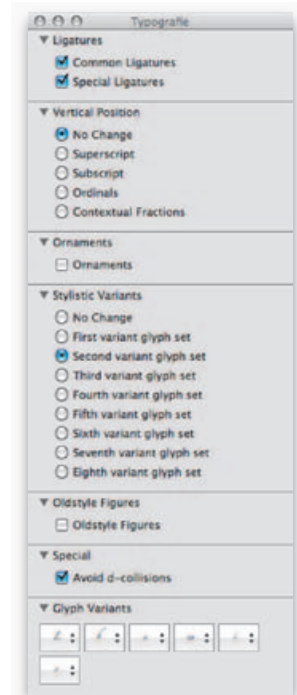 Typografie
Ligatures
Common Ligatures
Special Ligatures
Vertical Position
No Change
Superscript
Subscript
Ordinals
Contextual Fractions
Ornaments
Ornaments
Stylistic Variants
No Change
First variant glyph set
Second variant glyph set
Third variant glyph set
Fourth variant glyph set
Fifth variant glyph set
Sixth variant glyph set
Seventh variant glyph set
Eighth variant glyph set
Oldstyle Figures
Oldstyle Figures
Special
Avoid d-collisions
Glyph Variants